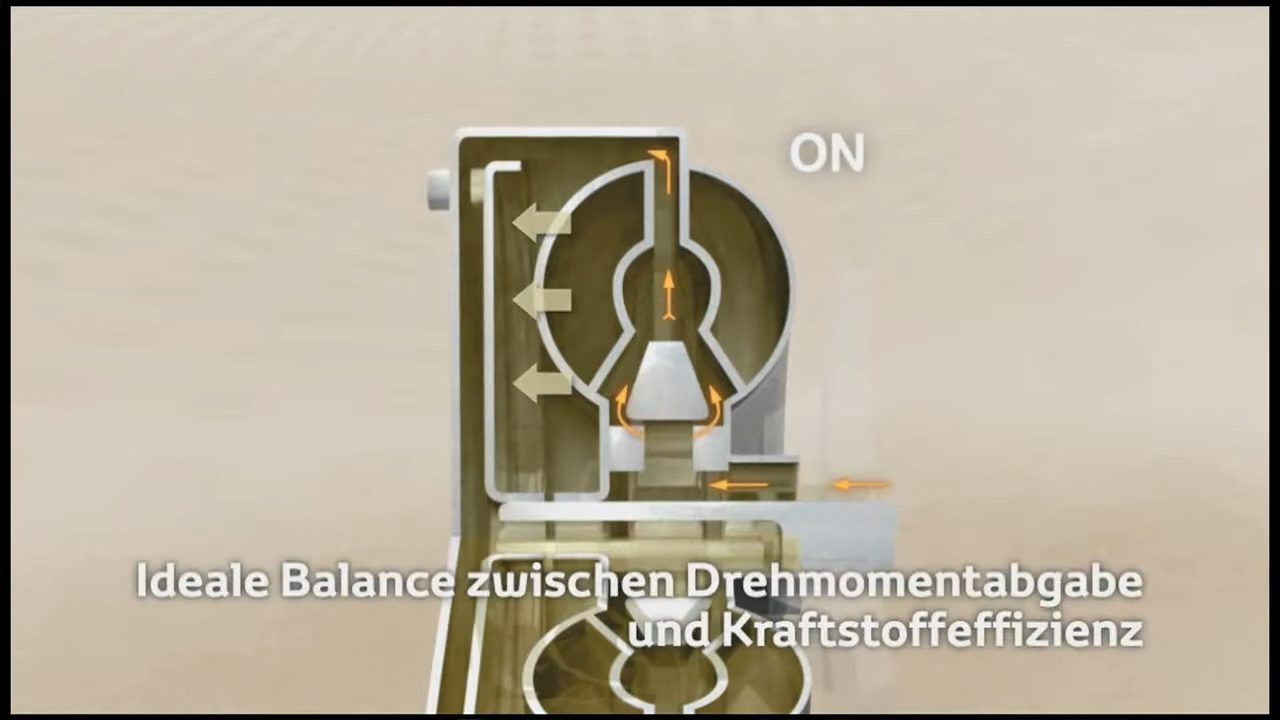 ON
Ideale Balance zwischen Drehmomentabgabe
und Kraftstoffeffizienz